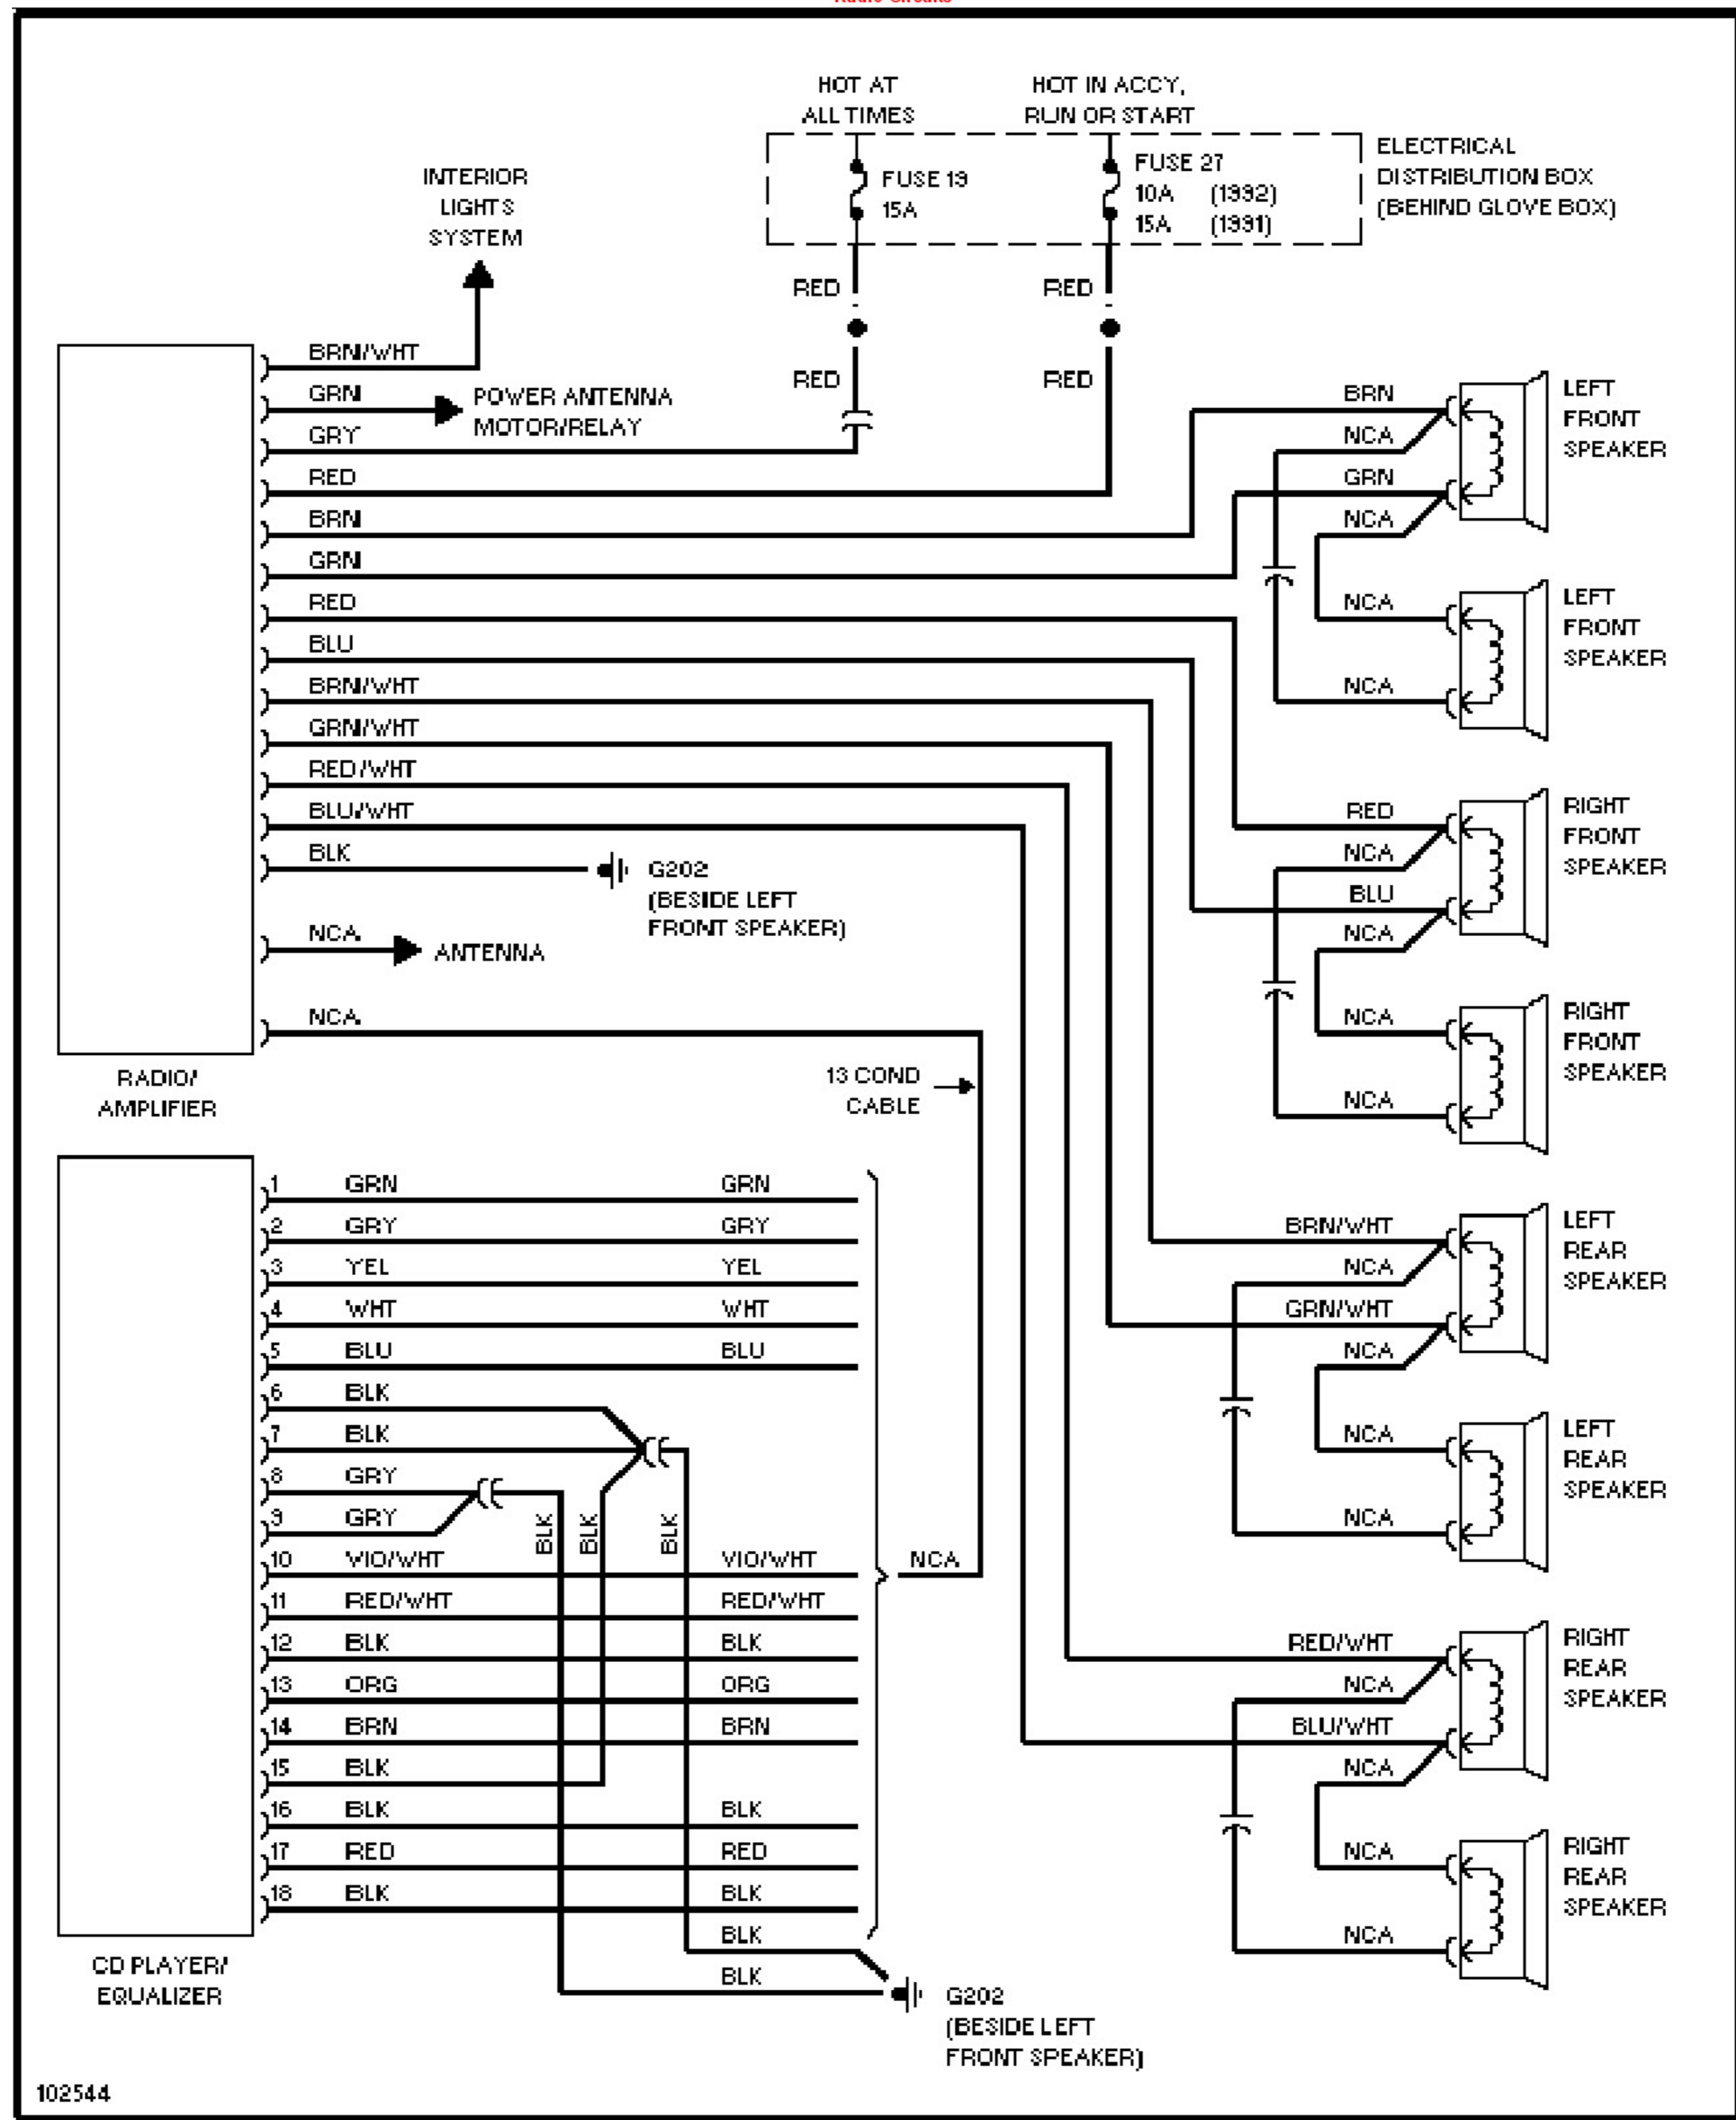 HOT AT
ALL TIMES
HOT IN ACCY,
RUN OR START
FUSE 19
15A
FUSE 27
10A (1992)
15A (1991)
ELECTRICAL
DISTRIBUTION BOX
(BEHIND GLOVE BOX)
INTERIOR
LIGHTS
SYSTEM
RED
RED
RED
RED
BRN/WHT
GRN
POWER ANTENNA
MOTOR/RELAY
GRY
RED
BRN
GRN
RED
BLU
BRN/WHT
GRN/WHT
RED/WHT
BLU/WHT
BLK
G202
(BESIDE LEFT
FRONT SPEAKER)
NCA
ANTENNA
NCA
RADIO/
AMPLIFIER
13 COND
CABLE
BRN
NCA
GRN
NCA
LEFT
FRONT
SPEAKER
NCA
NCA
LEFT
FRONT
SPEAKER
RED
NCA
BLU
NCA
RIGHT
FRONT
SPEAKER
NCA
NCA
RIGHT
FRONT
SPEAKER
BRN/WHT
NCA
GRN/WHT
NCA
LEFT
REAR
SPEAKER
NCA
NCA
LEFT
REAR
SPEAKER
RED/WHT
NCA
BLU/WHT
NCA
RIGHT
REAR
SPEAKER
NCA
NCA
RIGHT
REAR
SPEAKER
1 GRN GRN
2 GRY GRY
3 YEL YEL
4 WHT WHT
5 BLU BLU
6 BLK
7 BLK
8 GRY
9 GRY
BLK
BLK
BLK
10 VIO/WHT VIO/WHT
NCA
11 RED/WHT RED/WHT
12 BLK BLK
13 ORG ORG
14 BRN BRN
15 BLK
16 BLK BLK
17 RED RED
18 BLK BLK
BLK
BLK
CD PLAYER/
EQUALIZER
G202
(BESIDE LEFT
FRONT SPEAKER)
102544